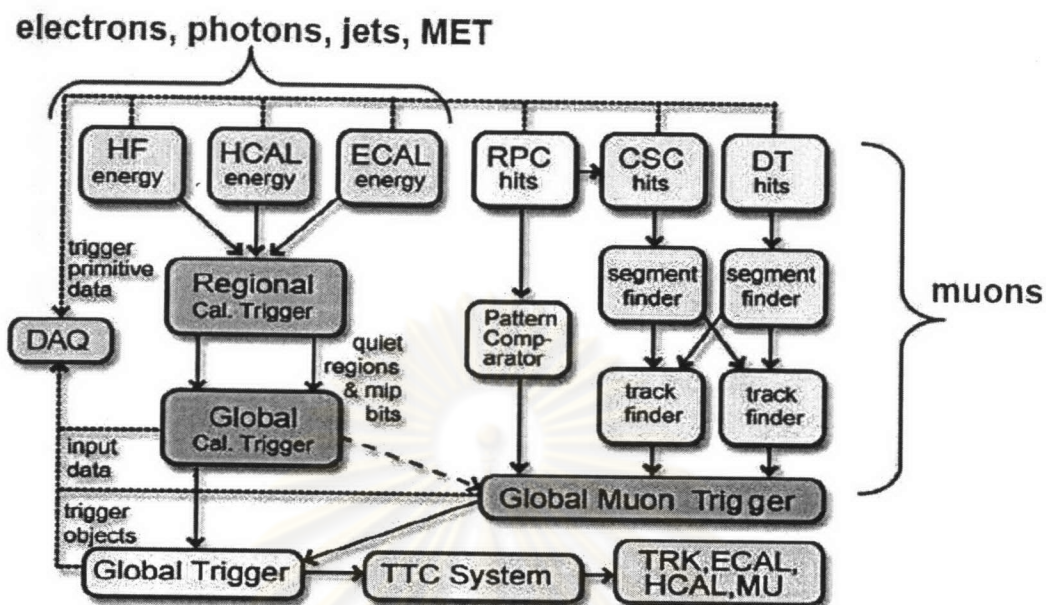 electrons, photons, jets, MET
HF
energy
HCAL
energy
ECAL
energy
RPC
hits
CSC
hits
DT
hits
trigger
primitive
data
Regional
Cal. Trigger
segment
finder
segment
finder
muons
DAQ
Pattern
Comp-
arator
quiet
regions
& mip
bits
track
finder
track
finder
Global
Cal. Trigger
input
data
Global Muon Trigger
trigger
objects
Global Trigger
TTC System
TRK,ECAL,
HCAL,MU